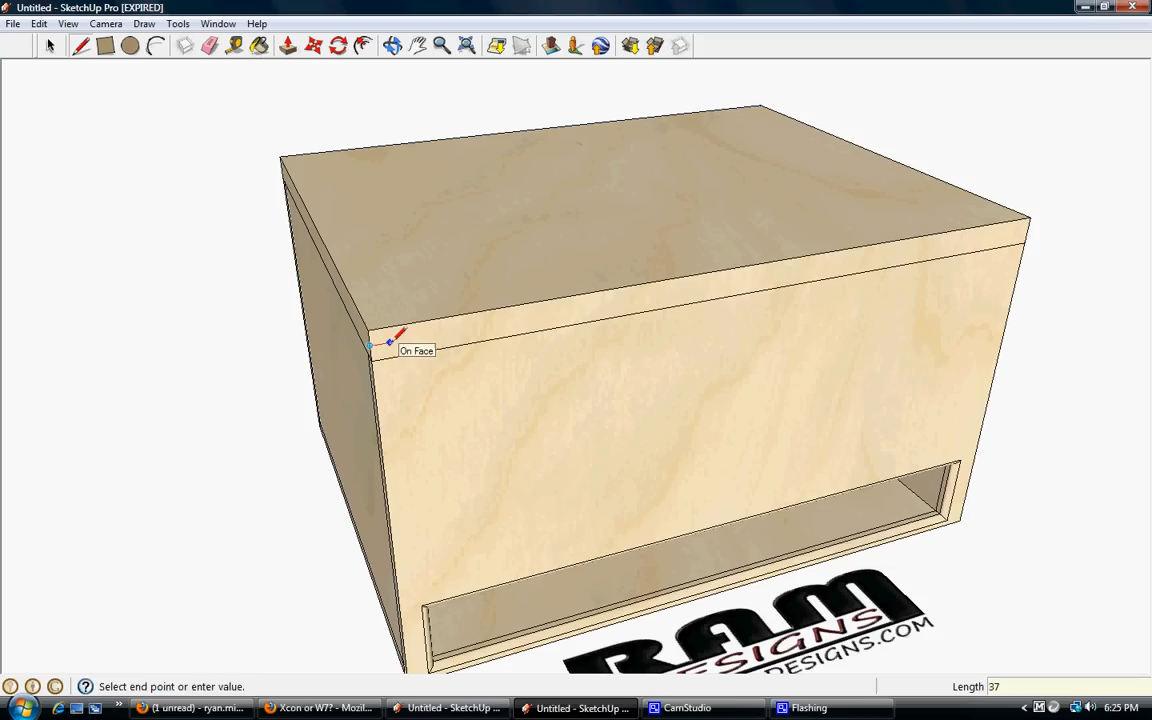 Untitled - SketchUp Pro [EXPIRED]
File Edit View Camera Draw Tools Window Help
On Face
RAM
DESIGNS
DESIGNS.COM
Select end point or enter value.
Length 37
(1 unread) - ryan.mi...
Xcon or W7? - Mozil...
Untitled - SketchUp ...
Untitled - SketchUp ...
CamStudio
Flashing
6:25 PM